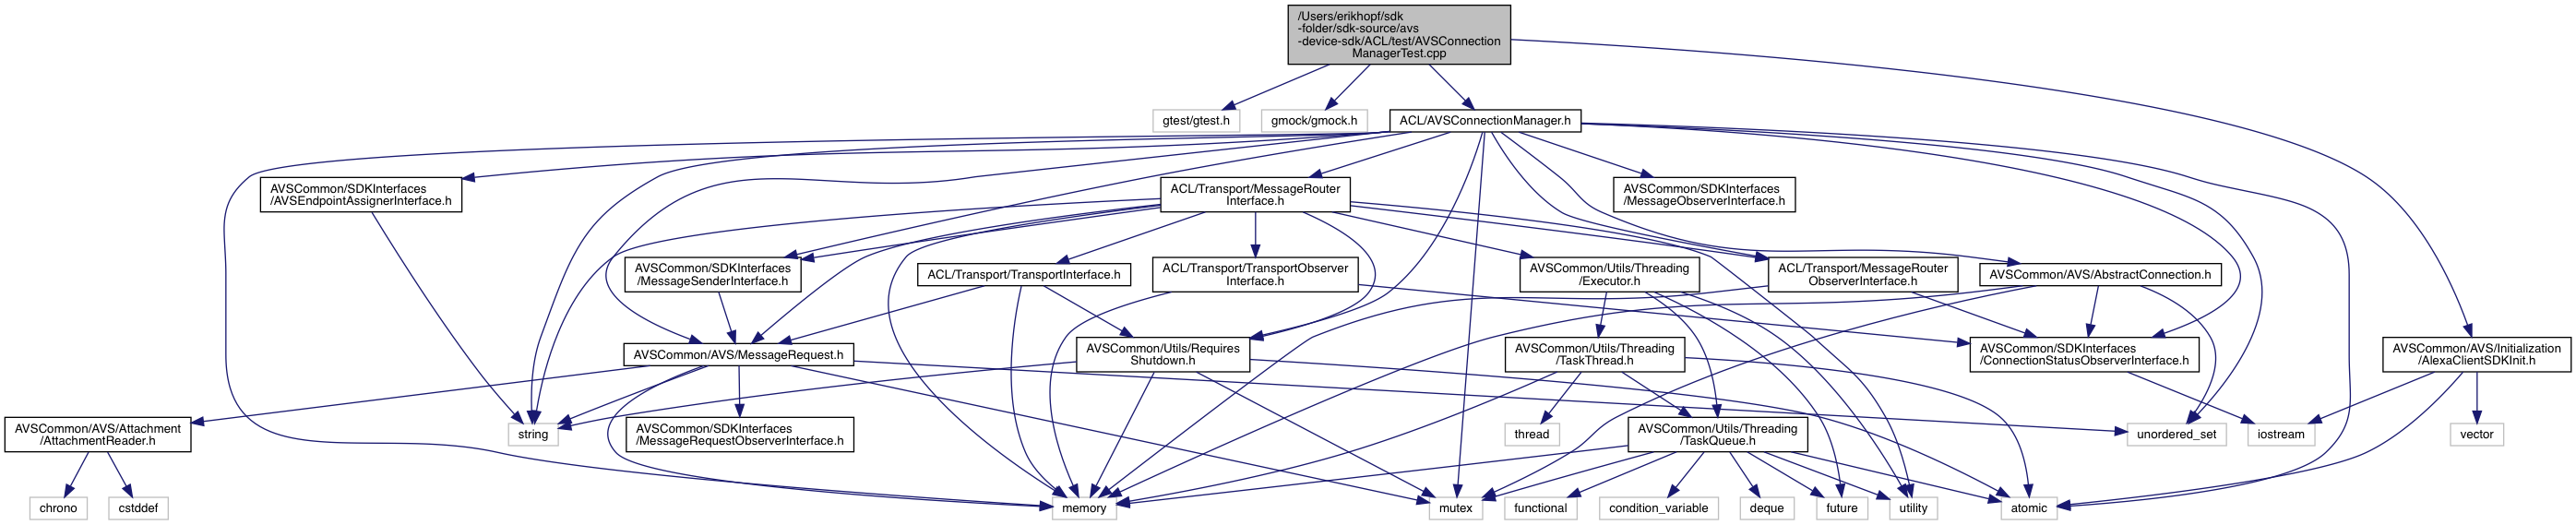 /Users/erikhopf/sdk
-folder/sdk-source/avs
-device-sdk/ACL/test/AVSConnection
ManagerTest.cpp
gtest/gtest.h
gmock/gmock.h
ACL/AVSConnectionManager.h
AVSCommon/SDKInterfaces
/AVSEndpointAssignerInterface.h
ACL/Transport/MessageRouter
Interface.h
AVSCommon/SDKInterfaces
/MessageObserverInterface.h
AVSCommon/SDKInterfaces
/MessageSenderInterface.h
ACL/Transport/TransportInterface.h
ACL/Transport/TransportObserver
Interface.h
AVSCommon/Utils/Threading
/Executor.h
ACL/Transport/MessageRouter
ObserverInterface.h
AVSCommon/AVS/AbstractConnection.h
AVSCommon/AVS/MessageRequest.h
AVSCommon/Utils/Requires
Shutdown.h
AVSCommon/Utils/Threading
/TaskThread.h
AVSCommon/SDKInterfaces
/ConnectionStatusObserverInterface.h
AVSCommon/AVS/Initialization
/AlexaClientSDKInit.h
AVSCommon/AVS/Attachment
/AttachmentReader.h
string
AVSCommon/SDKInterfaces
/MessageRequestObserverInterface.h
thread
AVSCommon/Utils/Threading
/TaskQueue.h
unordered_set
iostream
vector
chrono
cstddef
memory
mutex
functional
condition_variable
deque
future
utility
atomic